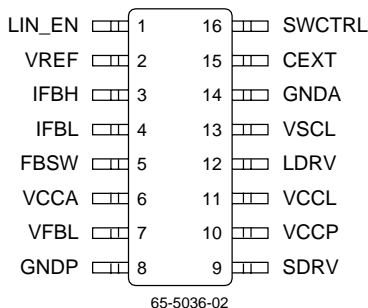 LIN_EN 1 16 SWCTRL
VREF 2 15 CEXT
IFBH 3 14 GNDA
IFBL 4 13 VSCL
FBSW 5 12 LDRV
VCCA 6 11 VCCL
VFBL 7 10 VCCP
GNDP 8 9 SDRV
65-5036-02